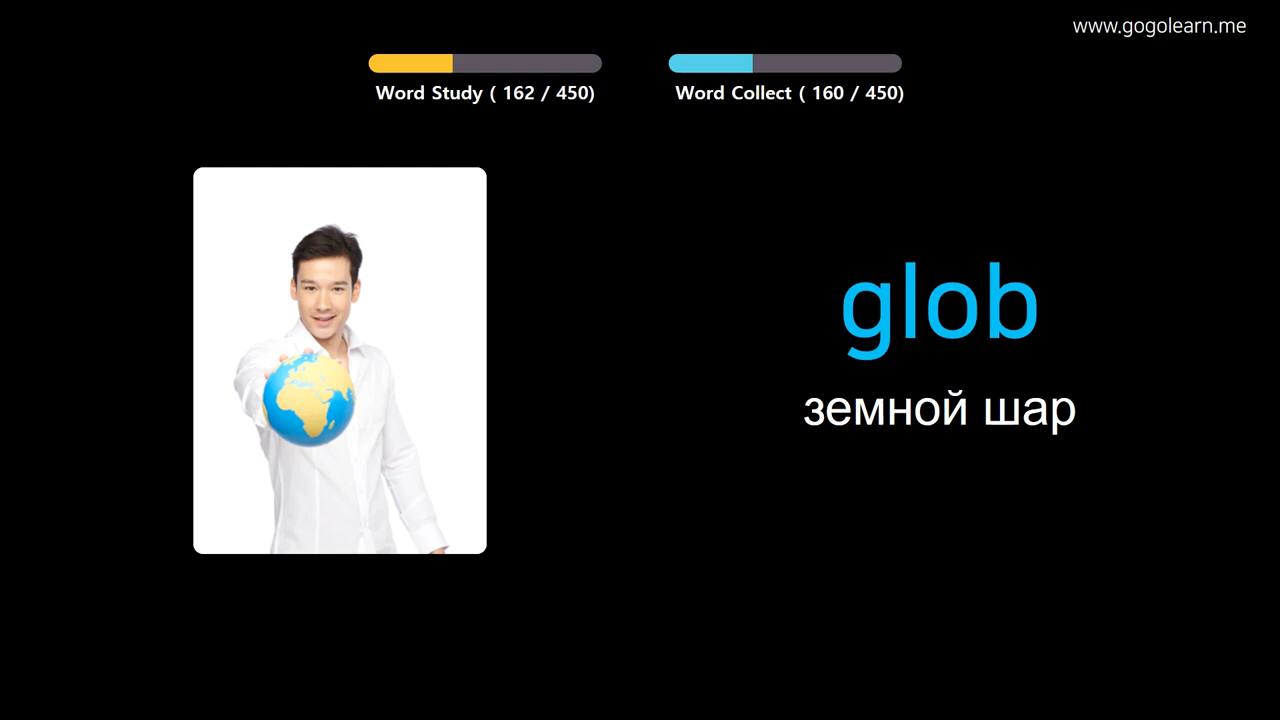 www.gogolearn.me
Word Study ( 162 / 450)
Word Collect ( 160 / 450)
glob
земной шар